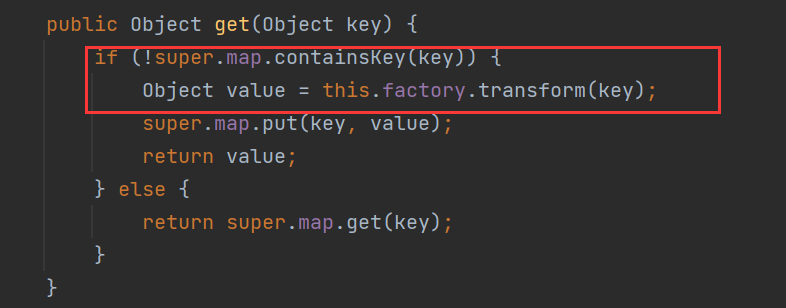 public Object get(Object key) {
    if (!super.map.containsKey(key)) {
        Object value = this.factory.transform(key);
        super.map.put(key, value);
        return value;
    } else {
        return super.map.get(key);
    }
}